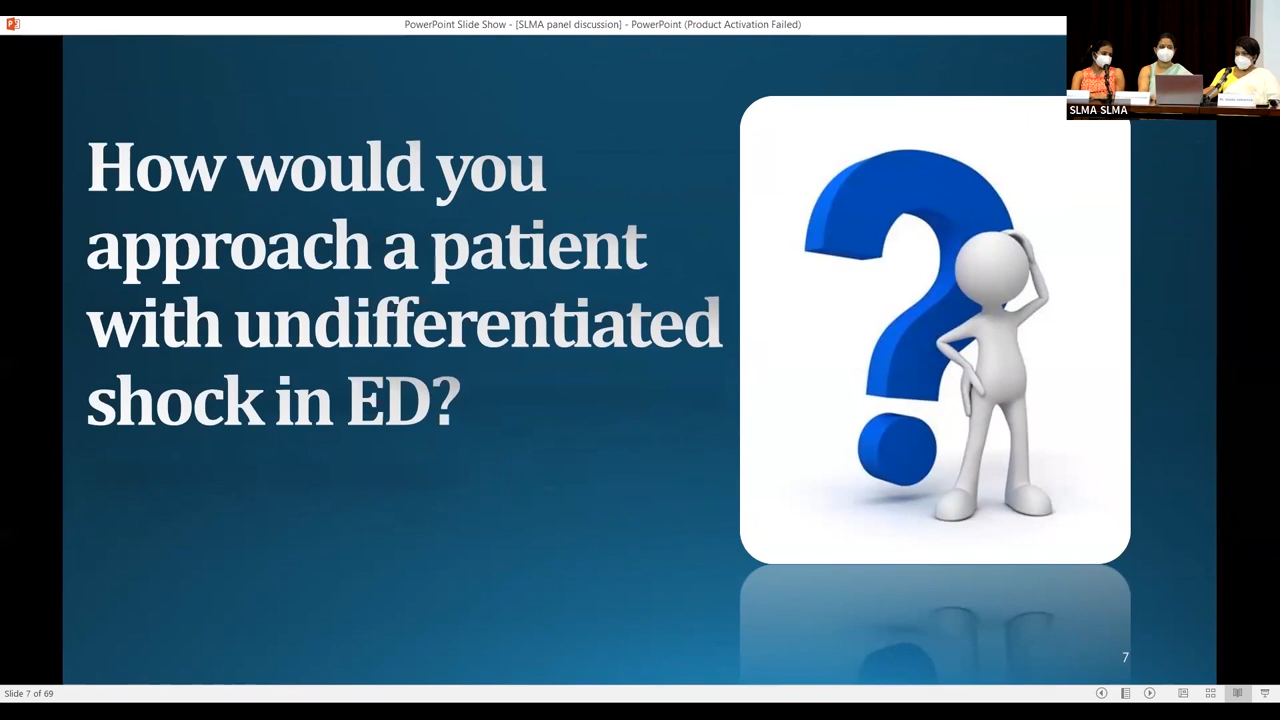 PowerPoint Slide Show - [SLMA panel discussion] - PowerPoint (Product Activation Failed)
SLMA SLMA
How would you
approach a patient
with undifferentiated
shock in ED?
7
Slide 7 of 69